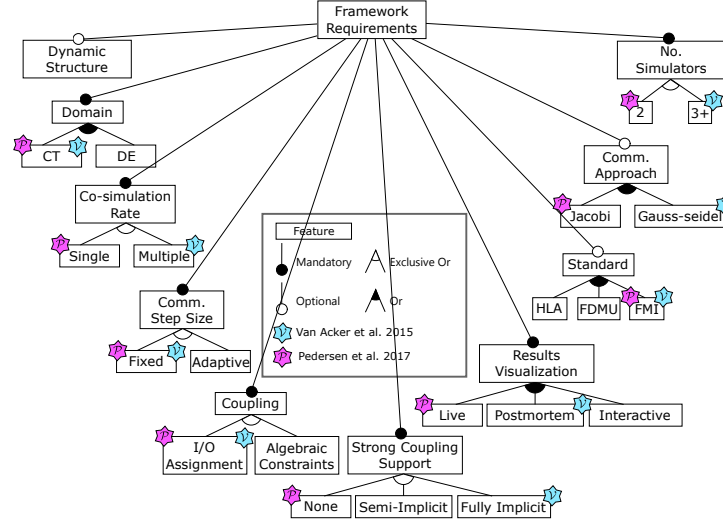 Framework
Requirements
Dynamic
Structure
No.
Simulators
2
3+
Domain
CT
DE
Comm.
Approach
Jacobi
Gauss-seidel
Co-simulation
Rate
Single
Multiple
Feature
Mandatory
Exclusive Or
Optional
Or
Van Acker et al. 2015
Pedersen et al. 2017
Standard
HLA
FDMU
FMI
Comm.
Step Size
Fixed
Adaptive
Results
Visualization
Live
Postmortem
Interactive
Coupling
I/O
Assignment
Algebraic
Constraints
Strong Coupling
Support
None
Semi-Implicit
Fully Implicit
P
V
P
V
P
V
P
V
P
V
P
V
P
V
P
V
P
V
V
P